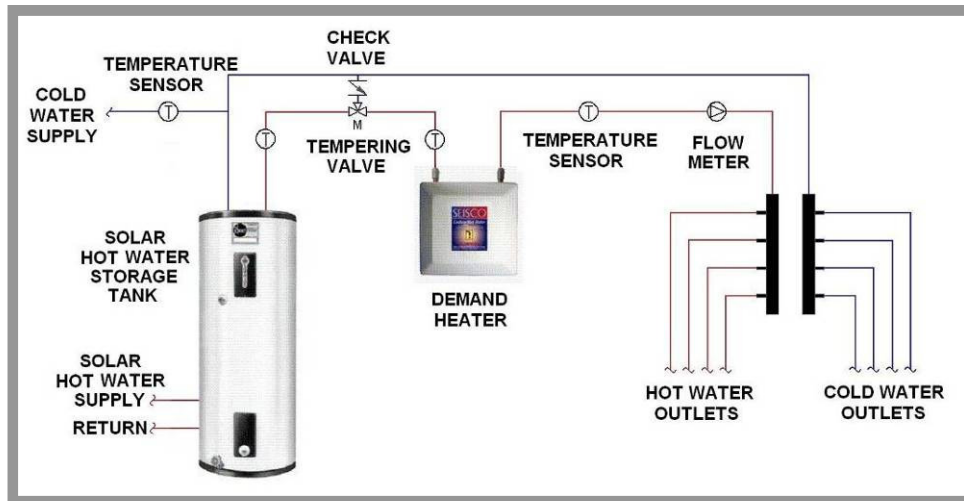 CHECK
VALVE
TEMPERATURE
SENSOR
COLD
WATER
SUPPLY
T
T
M
TEMPERING
VALVE
T
T
TEMPERATURE
SENSOR
FLOW
METER
SEISCO
SOLAR
HOT WATER
STORAGE
TANK
DEMAND
HEATER
SOLAR
HOT WATER
SUPPLY
RETURN
HOT WATER
OUTLETS
COLD WATER
OUTLETS